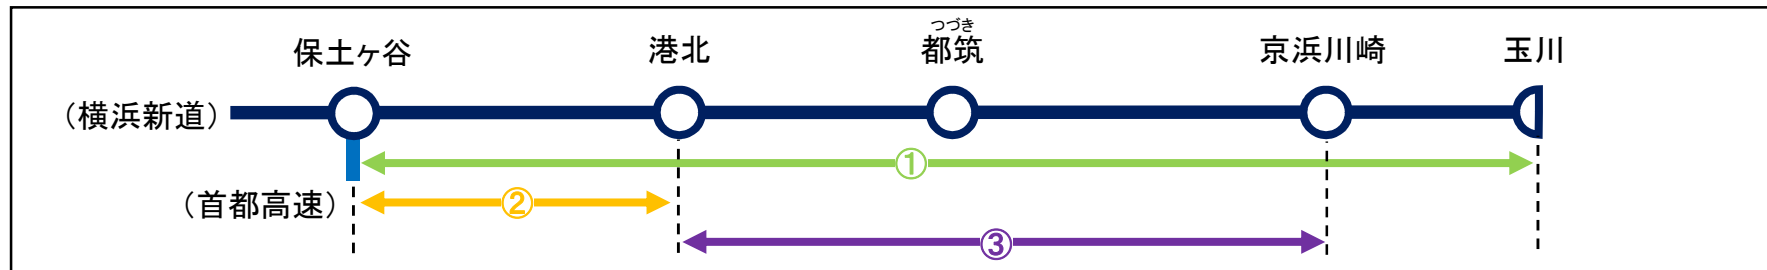 つづき
保土ヶ谷 港北 都筑 京浜川崎 玉川
（横浜新道）
①
（首都高速） ②
③